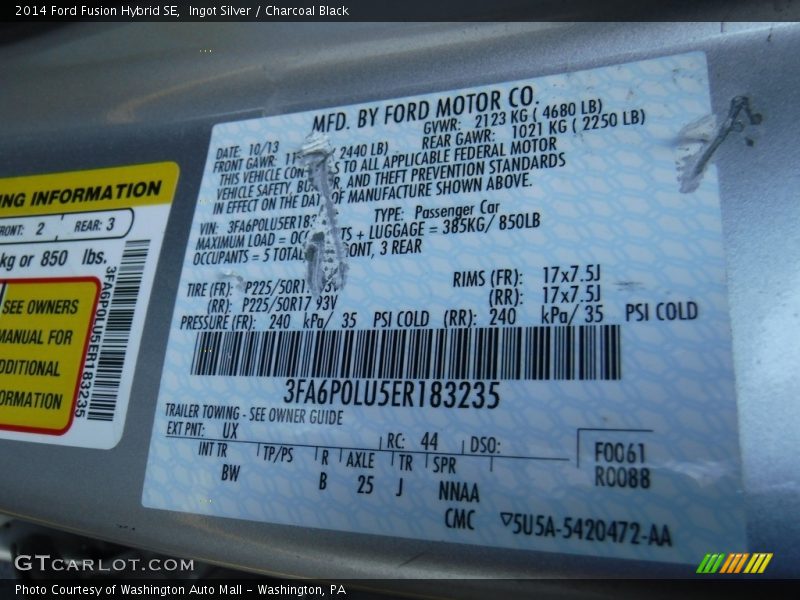 2014 Ford Fusion Hybrid SE, Ingot Silver / Charcoal Black
NG INFORMATION
RONT: 2 REAR: 3
kg or 850 lbs.
SEE OWNERS
MANUAL FOR
DDITIONAL
ORMATION
3FA6P0LU5ER183235
MFD. BY FORD MOTOR CO.
DATE: 10/13 GVWR: 2123 KG ( 4680 LB)
FRONT GAWR: 2440 LB) REAR GAWR: 1021 KG ( 2250 LB)
THIS VEHICLE TO ALL APPLICABLE FEDERAL MOTOR
VEHICLE SAFETY, AND THEFT PREVENTION STANDARDS
IN EFFECT ON THE OF MANUFACTURE SHOWN ABOVE.
VIN: 3FA6P0LU5ER183 TYPE: Passenger Car
MAXIMUM LOAD = + LUGGAGE = 385KG/ 850LB
OCCUPANTS = 5 TOTAL 3 REAR
TIRE (FR): P225/50R17 RIMS (FR): 17x7.5J
(RR): P225/50R17 93V (RR): 17x7.5J
PRESSURE (FR): 240 kPa/ 35 PSI COLD (RR): 240 kPa/ 35 PSI COLD
3FA6P0LU5ER183235
TRAILER TOWING - SEE OWNER GUIDE
EXT PNT: UX RC: 44 DSO:
INT TR TP/PS R AXLE TR SPR
BW B 25 J NNAA
CMC
F0061
R0088
▽5U5A-5420472-AA
GTCARLOT.COM
Photo Courtesy of Washington Auto Mall - Washington, PA